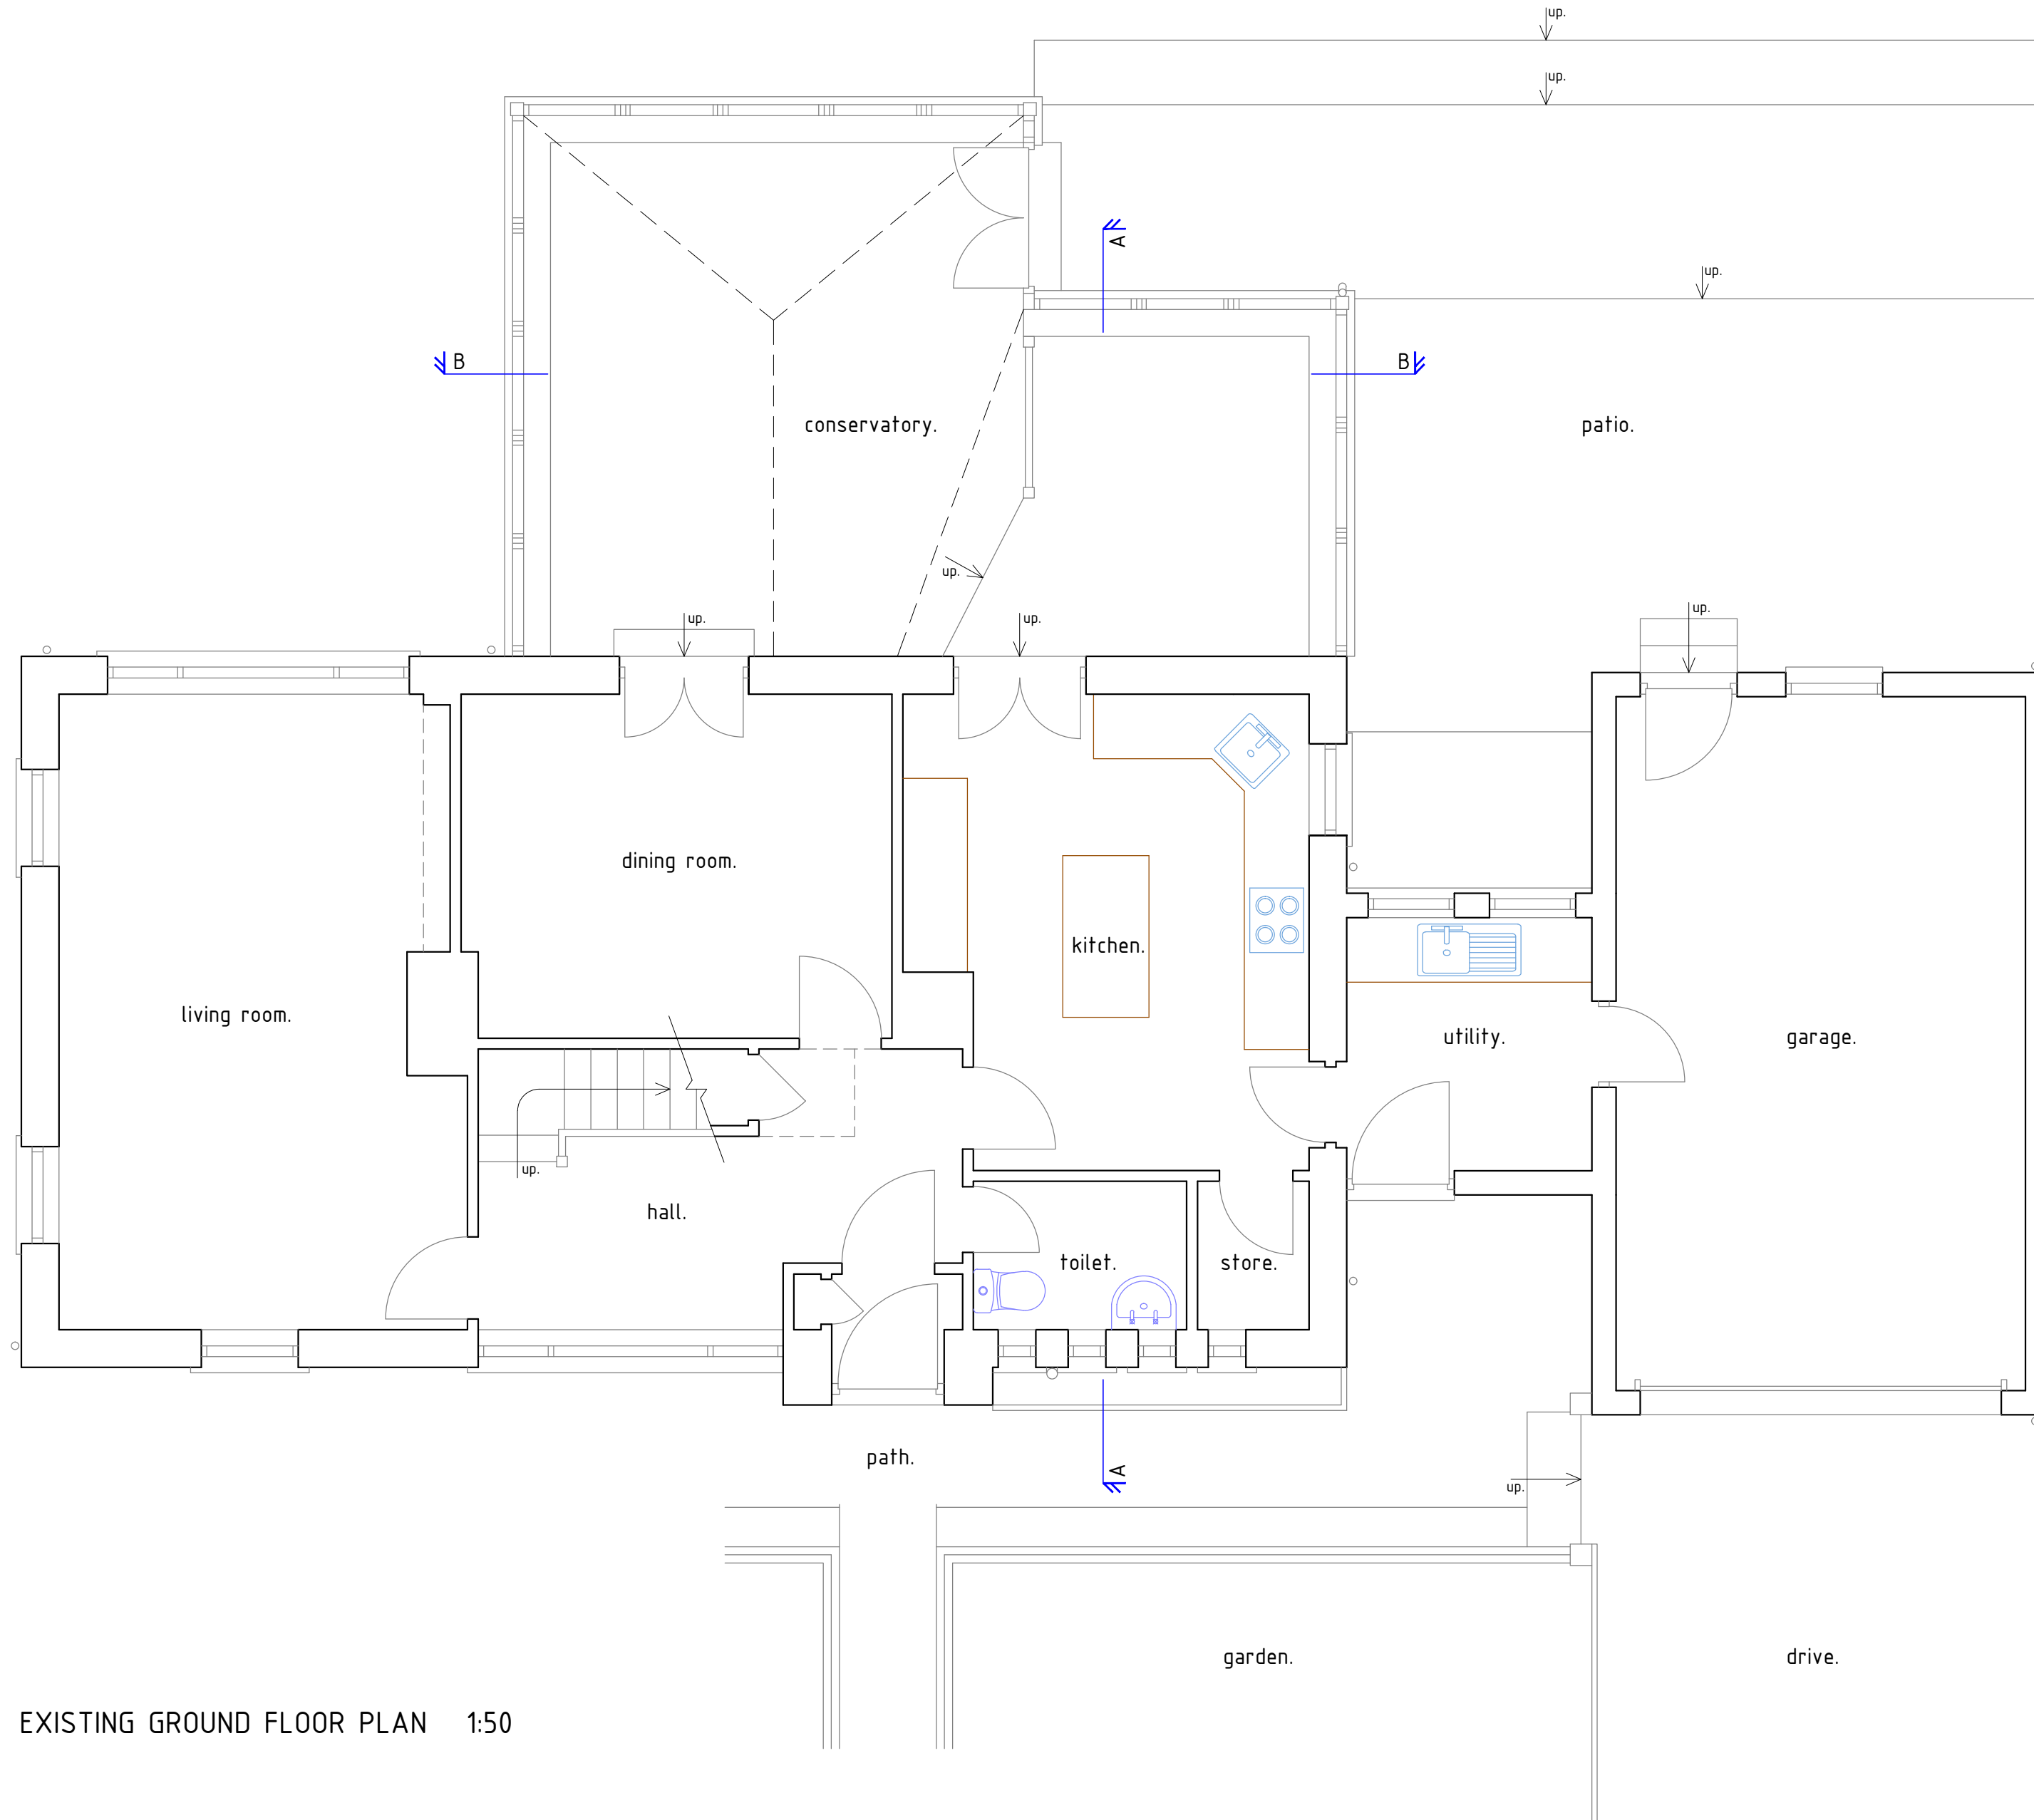 up.
up.
A
up.
B
B
conservatory.
patio.
up.
up.
up.
up.
dining room.
kitchen.
living room.
utility.
garage.
up.
hall.
toilet.
store.
path.
A
up.
garden.
drive.
EXISTING GROUND FLOOR PLAN 1:50